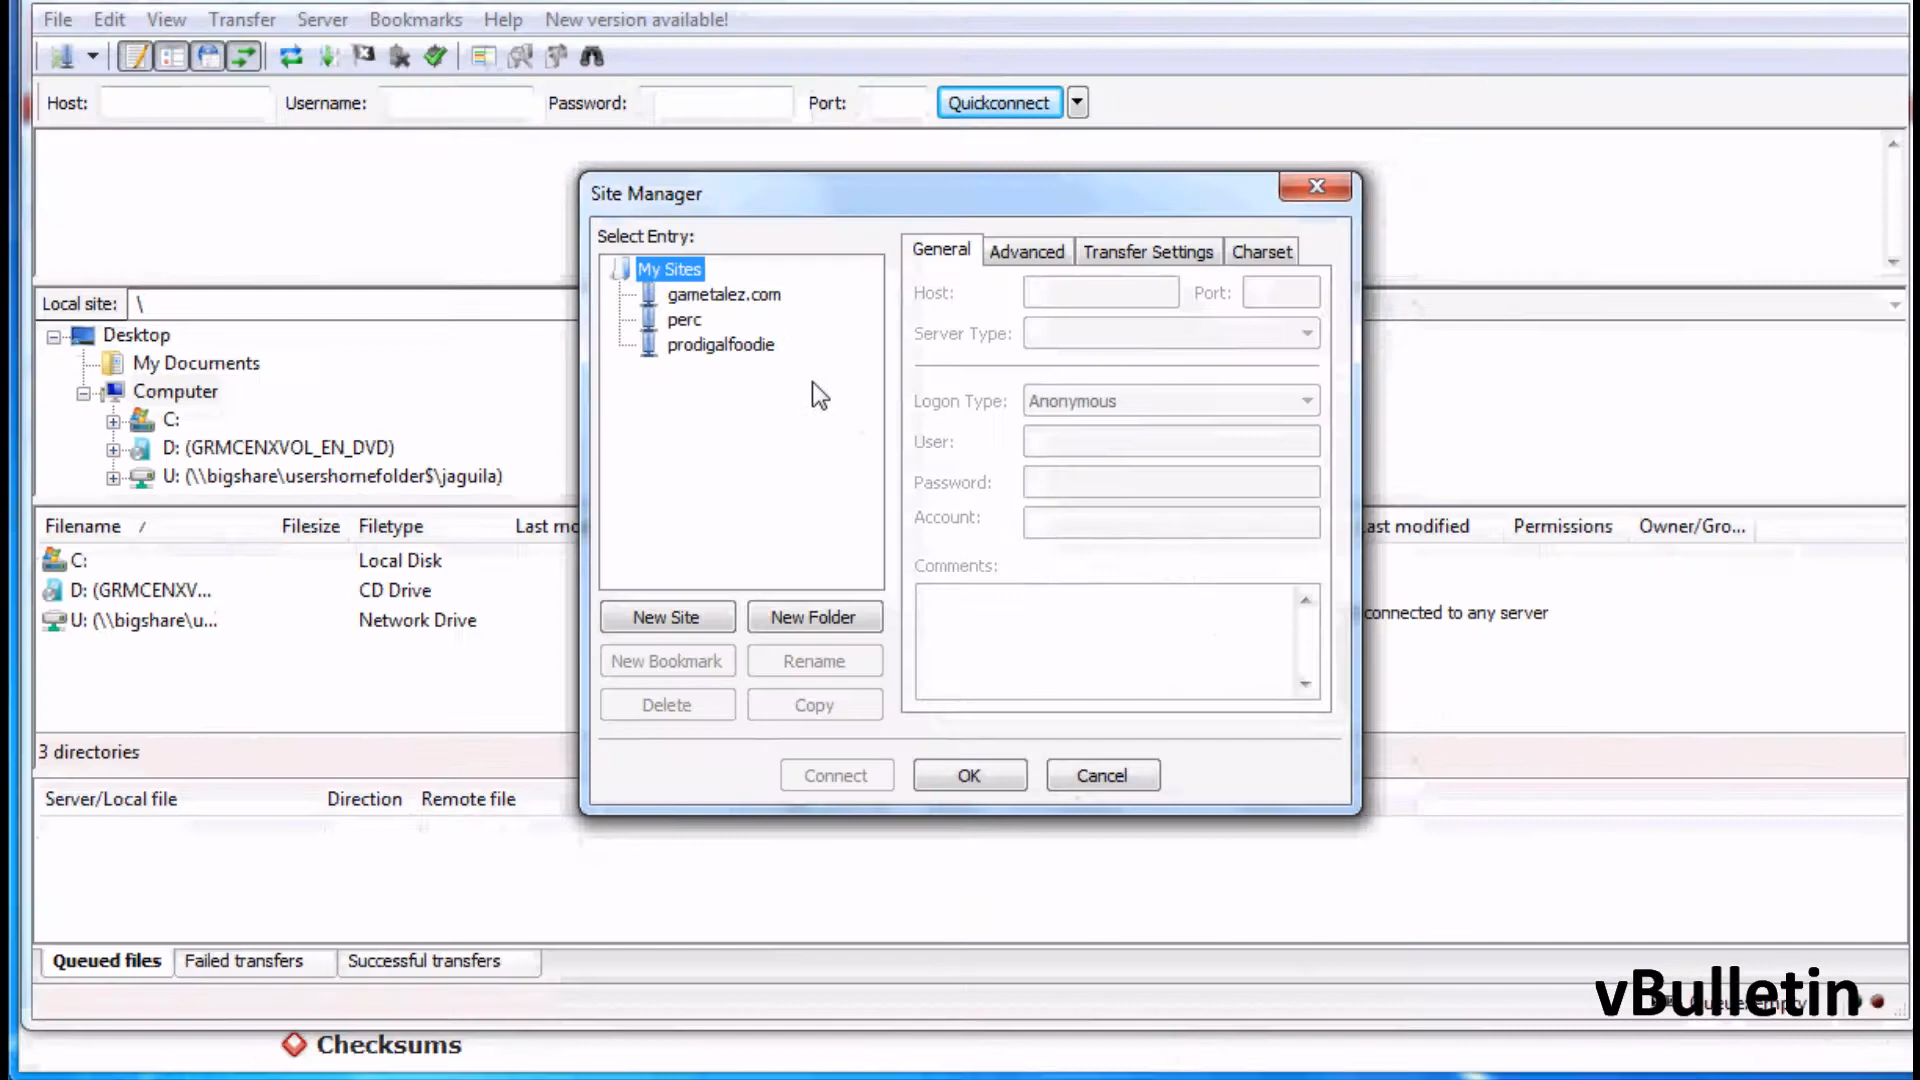 File Edit View Transfer Server Bookmarks Help New version available!
Host: Username: Password: Port: Quickconnect
Site Manager
Select Entry:
My Sites
gametalez.com
perc
prodigalfoodie
New Site New Folder
New Bookmark Rename
Delete Copy
General Advanced Transfer Settings Charset
Host: Port:
Server Type:
Logon Type: Anonymous
User:
Password:
Account:
Comments:
Connect OK Cancel
Local site: \
Desktop
My Documents
Computer
C:
D: (GRMCENXVOL_EN_DVD)
U: (\\bigshare\usershomefolder$\jaguila)
Filename / Filesize Filetype Last mo
C: Local Disk
D: (GRMCENXV... CD Drive
U: (\\bigshare\u... Network Drive
3 directories
ast modified Permissions Owner/Gro...
connected to any server
Server/Local file Direction Remote file
Queued files Failed transfers Successful transfers
vBulletin
Checksums